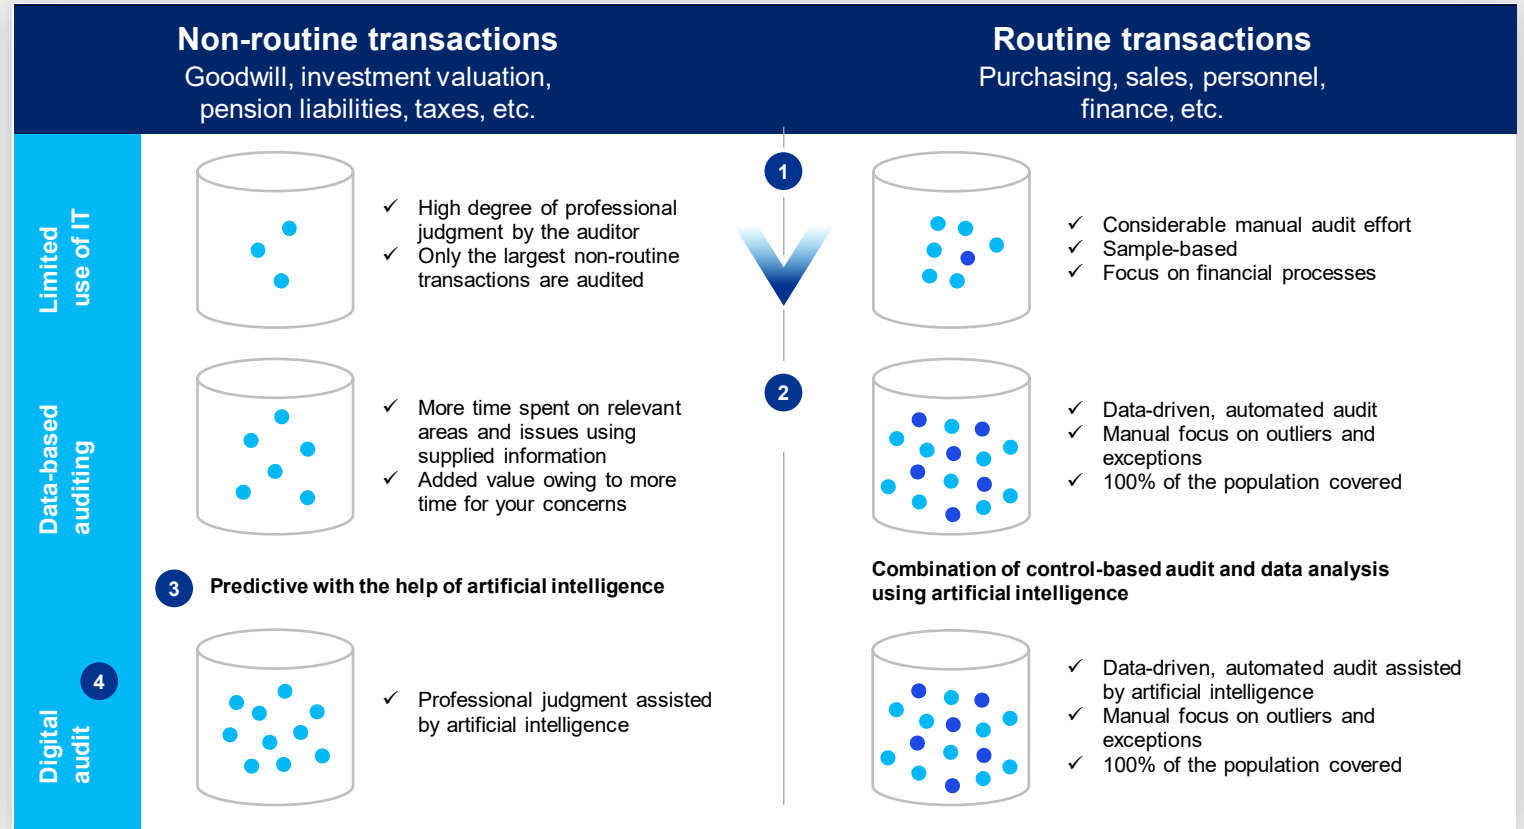 Non-routine transactions
Goodwill, investment valuation,
pension liabilities, taxes, etc.
Routine transactions
Purchasing, sales, personnel,
finance, etc.
Limited
use of IT
✓ High degree of professional
judgment by the auditor
✓ Only the largest non-routine
transactions are audited
1
✓ Considerable manual audit effort
✓ Sample-based
✓ Focus on financial processes
Data-based
auditing
✓ More time spent on relevant
areas and issues using
supplied information
✓ Added value owing to more
time for your concerns
2
✓ Data-driven, automated audit
✓ Manual focus on outliers and
exceptions
✓ 100% of the population covered
3
Predictive with the help of artificial intelligence
Combination of control-based audit and data analysis
using artificial intelligence
4
Digital
audit
✓ Professional judgment assisted
by artificial intelligence
✓ Data-driven, automated audit assisted
by artificial intelligence
✓ Manual focus on outliers and
exceptions
✓ 100% of the population covered